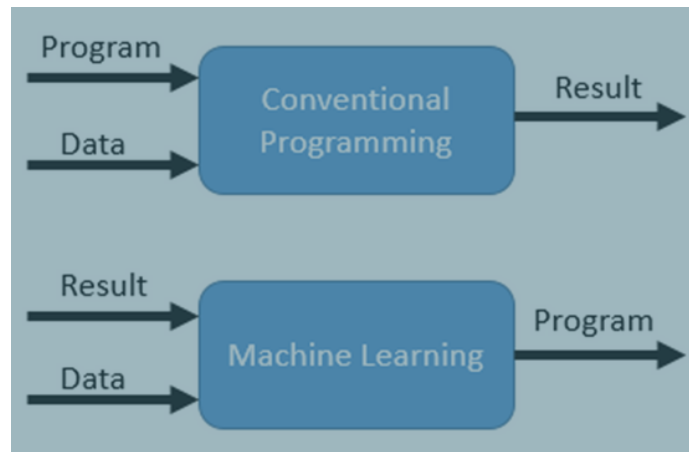 Program
Data
Conventional
Programming
Result
Result
Data
Machine Learning
Program